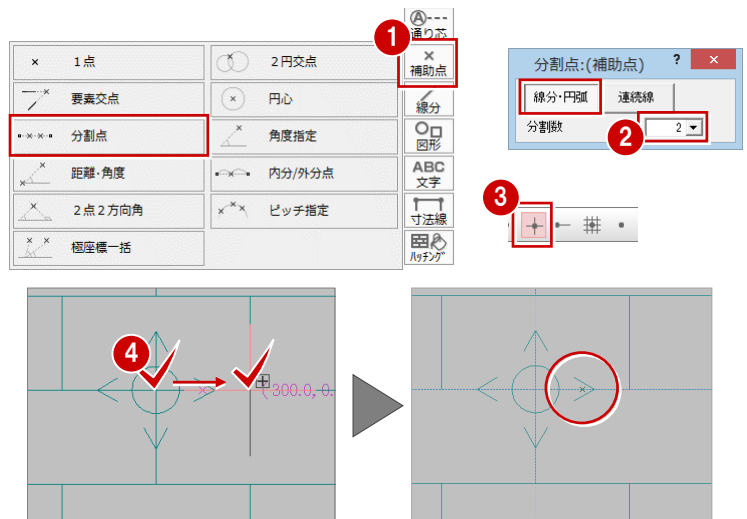 Ⓐ---
通り芯
1
1点
2円交点
×
補助点
要素交点
円心
線分
分割点
角度指定
図形
距離・角度
内分/外分点
ABC
文字
2点2方向角
ピッチ指定
寸法線
極座標一括
ハッチング
分割点:(補助点) ? ×
線分・円弧 連続線
分割数 2
2
3
4
(300.0, 0.